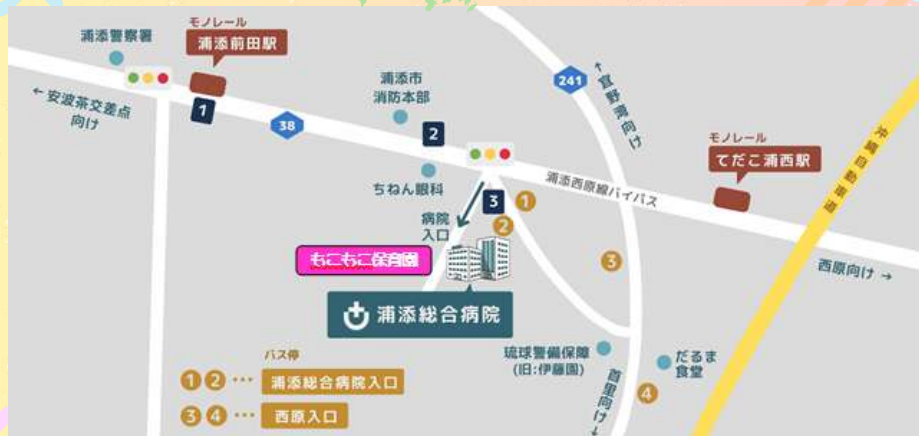 モノレール
浦添前田駅
浦添警察署
←安波茶交差点
向け
1
38
浦添市
消防本部
2
241
↑宜野湾向け
モノレール
てだこ浦西駅
沖縄自動車道
ちねん眼科
浦添西原線バイパス
病院
入口
3
1
2
3
西原向け→
もこもこ保育園
浦添総合病院
琉球警備保障
(旧:伊藤園)
首里向け→
だるま
食堂
4
バス停
12…浦添総合病院入口
34…西原入口